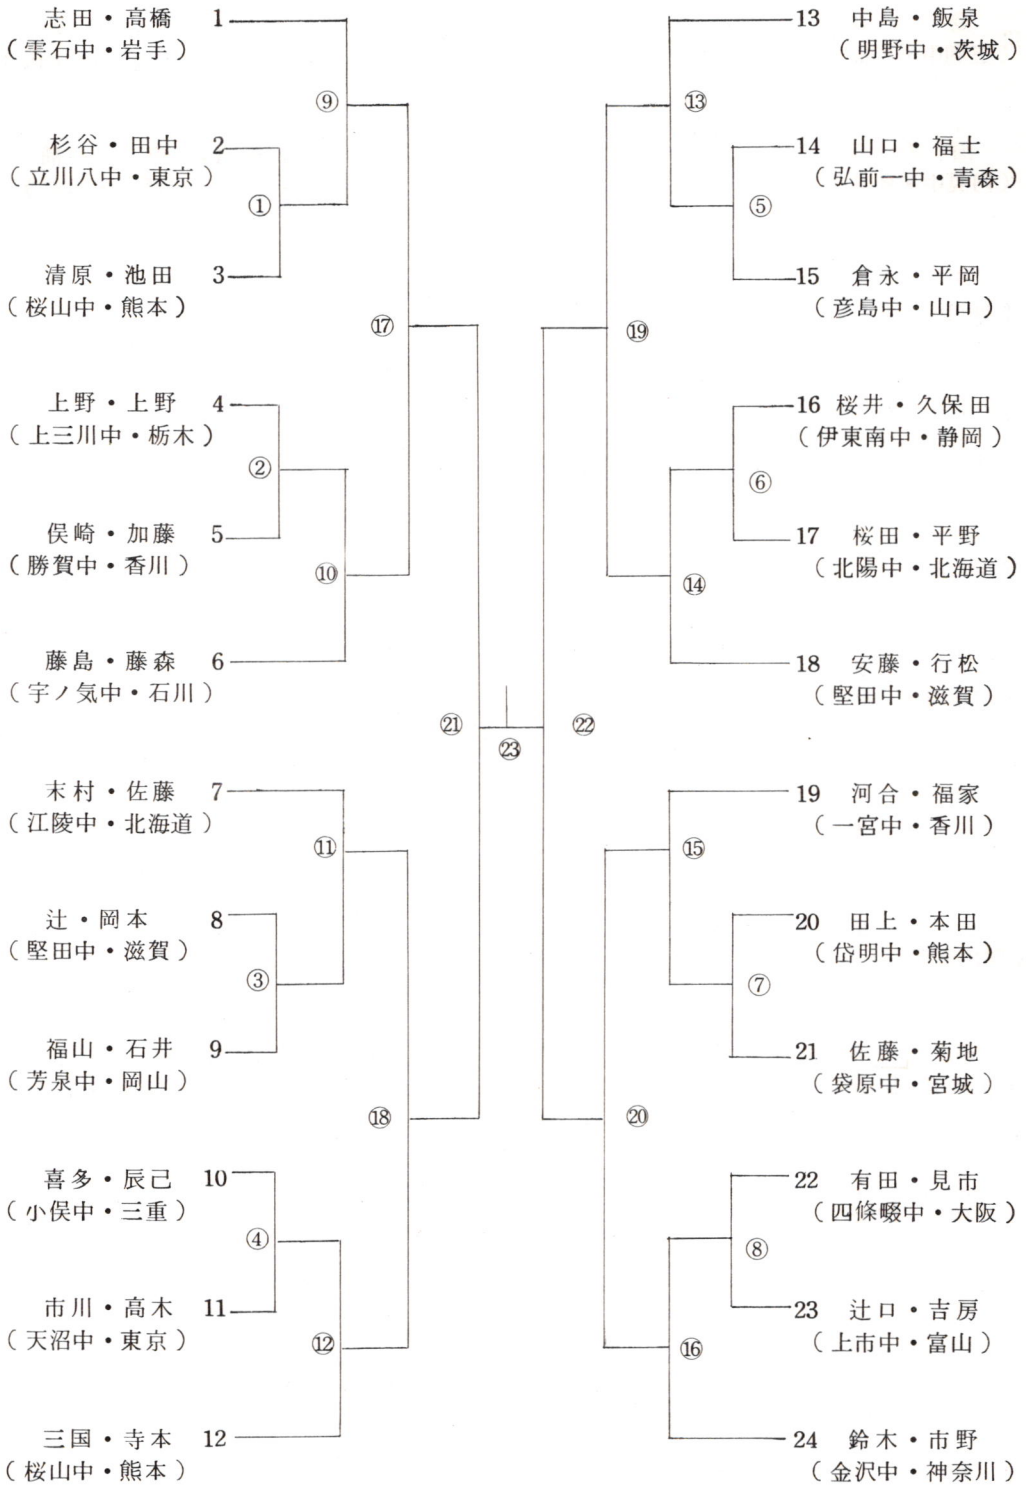 志田・高橋 1
（雫石中・岩手）
⑨
杉谷・田中 2
（立川八中・東京）
①
清原・池田 3
（桜山中・熊本）
⑰
上野・上野 4
（上三川中・栃木）
②
俣崎・加藤 5
（勝賀中・香川）
⑩
藤島・藤森 6
（宇ノ気中・石川）
㉑
末村・佐藤 7
（江陵中・北海道）
⑪
辻・岡本 8
（堅田中・滋賀）
③
福山・石井 9
（芳泉中・岡山）
⑱
喜多・辰己 10
（小俣中・三重）
④
市川・高木 11
（天沼中・東京）
⑫
三国・寺本 12
（桜山中・熊本）
㉓
13 中島・飯泉
（明野中・茨城）
⑬
14 山口・福士
（弘前一中・青森）
⑤
15 倉永・平岡
（彦島中・山口）
⑲
16 桜井・久保田
（伊東南中・静岡）
⑥
17 桜田・平野
（北陽中・北海道）
⑭
18 安藤・行松
（堅田中・滋賀）
㉒
19 河合・福家
（一宮中・香川）
⑮
20 田上・本田
（岱明中・熊本）
⑦
21 佐藤・菊地
（袋原中・宮城）
⑳
22 有田・見市
（四條畷中・大阪）
⑧
23 辻口・吉房
（上市中・富山）
⑯
24 鈴木・市野
（金沢中・神奈川）